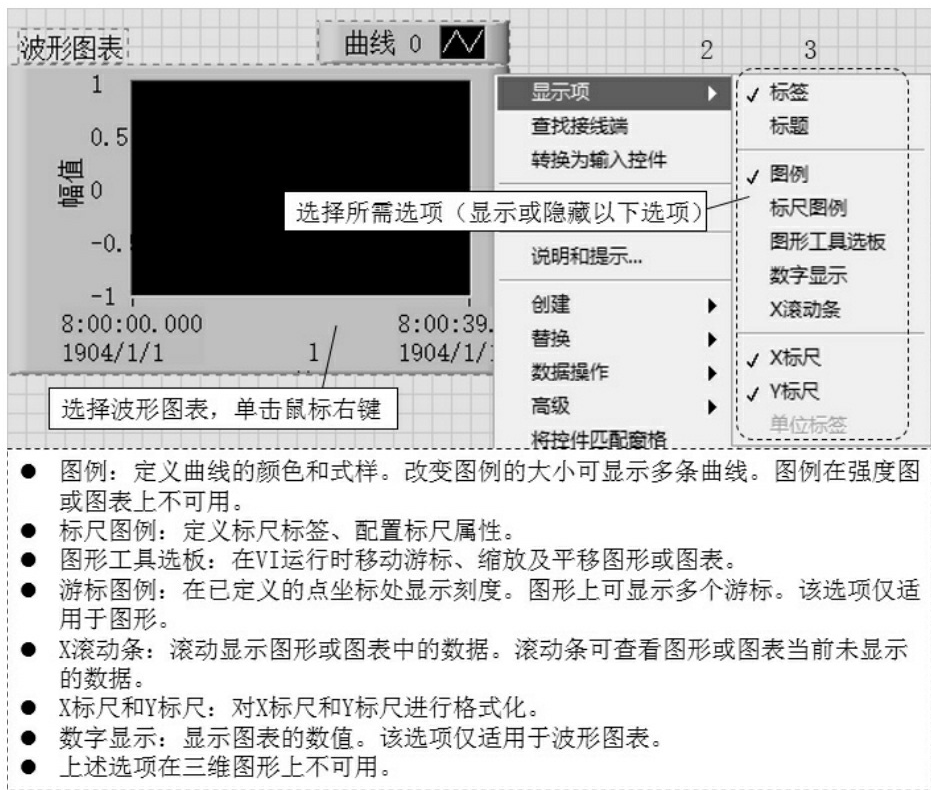 波形图表
曲线 0
2
3
1
0.5
0
-0.
-1
幅值
8:00:00.000
1904/1/1
8:00:39.
1904/1/
1
选择波形图表，单击鼠标右键
显示项
查找接线端
转换为输入控件
说明和提示...
创建
替换
数据操作
高级
将控件匹配窗格
选择所需选项（显示或隐藏以下选项）
✓ 标签
标题
✓ 图例
标尺图例
图形工具选板
数字显示
X滚动条
✓ X标尺
✓ Y标尺
单位标签
● 图例：定义曲线的颜色和式样。改变图例的大小可显示多条曲线。图例在强度图
或图表上不可用。
● 标尺图例：定义标尺标签、配置标尺属性。
● 图形工具选板：在VI运行时移动游标、缩放及平移图形或图表。
● 游标图例：在已定义的点坐标处显示刻度。图形上可显示多个游标。该选项仅适
用于图形。
● X滚动条：滚动显示图形或图表中的数据。滚动条可查看图形或图表当前未显示
的数据。
● X标尺和Y标尺：对X标尺和Y标尺进行格式化。
● 数字显示：显示图表的数值。该选项仅适用于波形图表。
● 上述选项在三维图形上不可用。